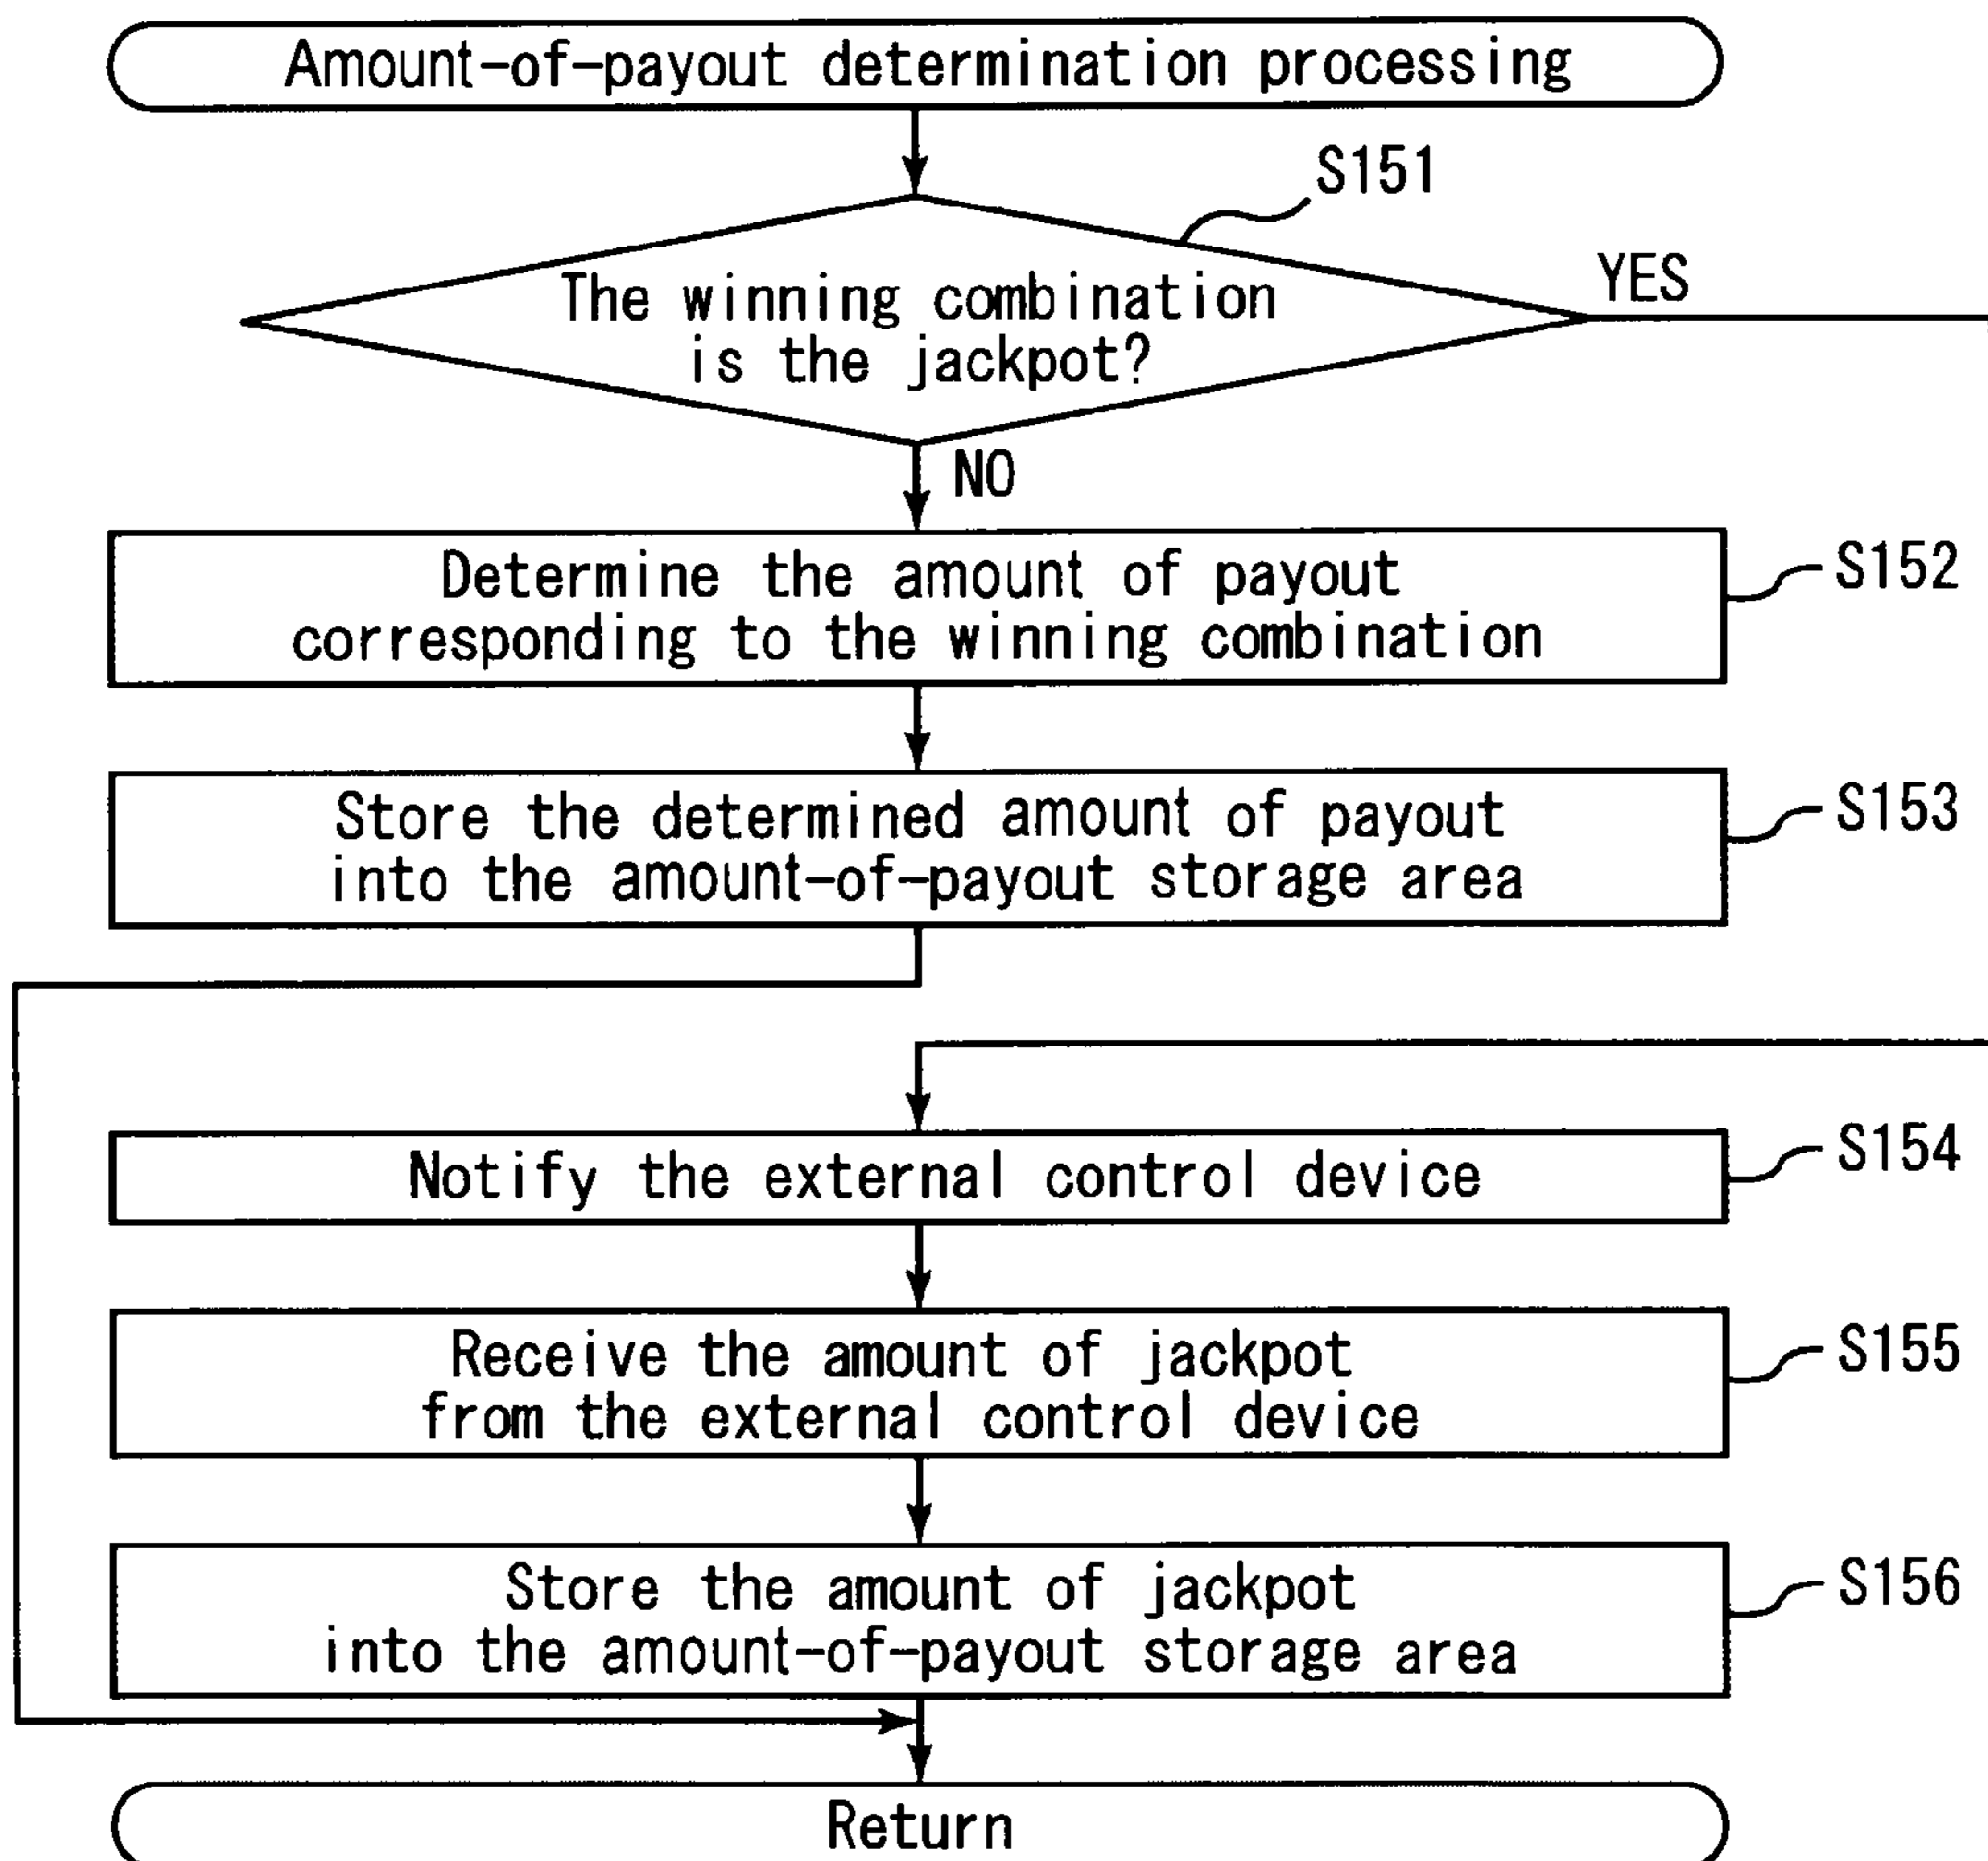 Amount-of-payout determination processing
S151
The winning combination
is the jackpot?
YES
NO
Determine the amount of payout
corresponding to the winning combination
S152
Store the determined amount of payout
into the amount-of-payout storage area
S153
Notify the external control device
S154
Receive the amount of jackpot
from the external control device
S155
Store the amount of jackpot
into the amount-of-payout storage area
S156
Return